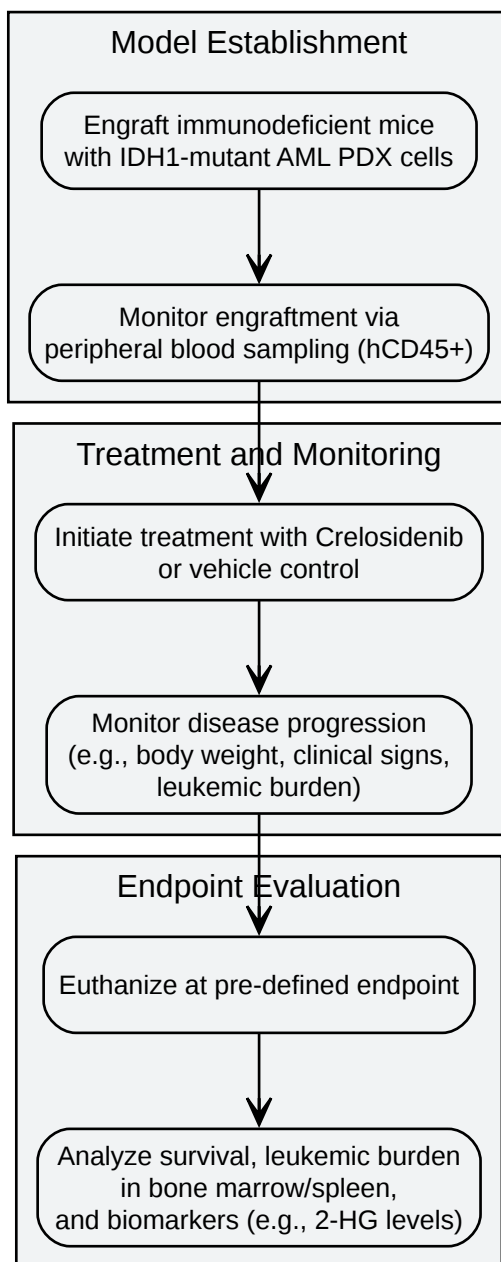 Model Establishment
Engraft immunodeficient mice
with IDH1-mutant AML PDX cells
Monitor engraftment via
peripheral blood sampling (hCD45+)
Treatment and Monitoring
Initiate treatment with Crelosidenib
or vehicle control
Monitor disease progression
(e.g., body weight, clinical signs,
leukemic burden)
Endpoint Evaluation
Euthanize at pre-defined endpoint
Analyze survival, leukemic burden
in bone marrow/spleen,
and biomarkers (e.g., 2-HG levels)